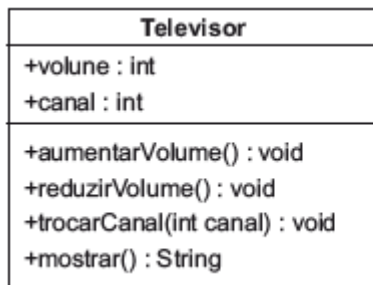 Televisor
+volune : int
+canal : int
+aumentarVolume() : void
+reduzirVolume() : void
+trocarCanal(int canal) : void
+mostrar() : String